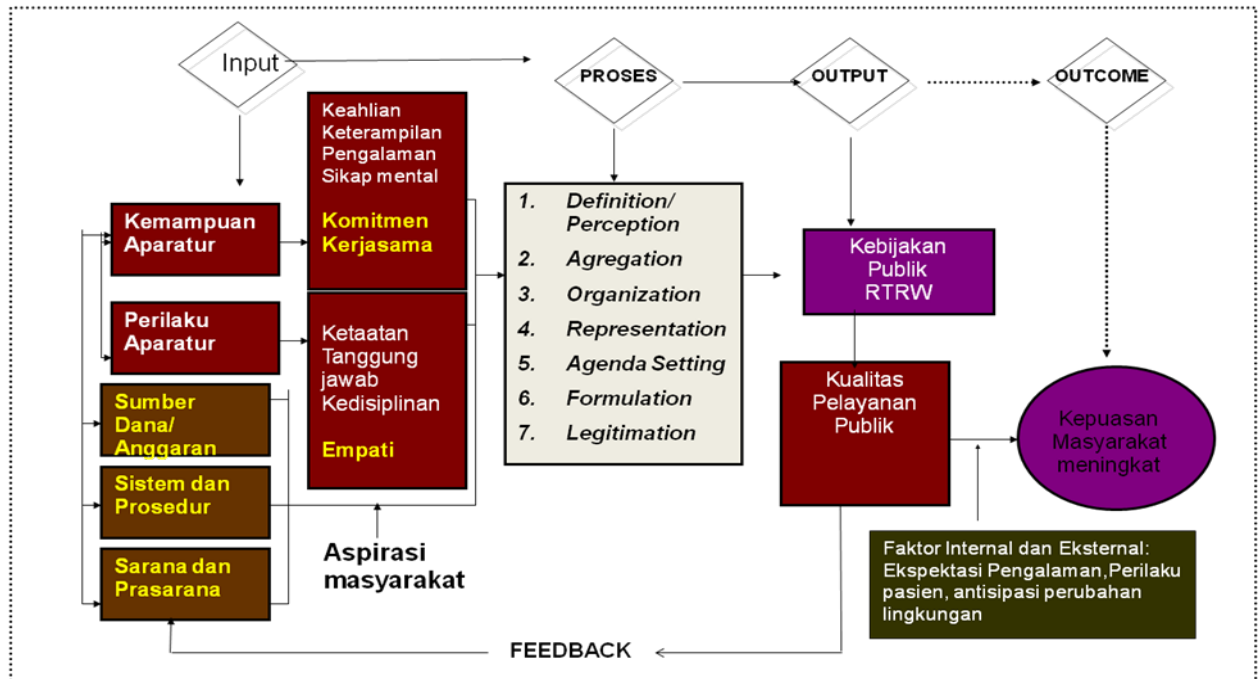 Input
PROSES
OUTPUT
OUTCOME
Keahlian
Keterampilan
Pengalaman
Sikap mental
Komitmen
Kerjasama
Kemampuan
Aparatur
Perilaku
Aparatur
Ketaatan
Tanggung
jawab
Kedisiplinan
Empati
Sumber
Dana/
Anggaran
Sistem dan
Prosedur
Sarana dan
Prasarana
Aspirasi
masyarakat
1. Definition/
Perception
2. Agregation
3. Organization
4. Representation
5. Agenda Setting
6. Formulation
7. Legitimation
Kebijakan
Publik
RTRW
Kualitas
Pelayanan
Publik
Kepuasan
Masyarakat
meningkat
Faktor Internal dan Eksternal:
Ekspektasi Pengalaman,Perilaku
pasien, antisipasi perubahan
lingkungan
FEEDBACK